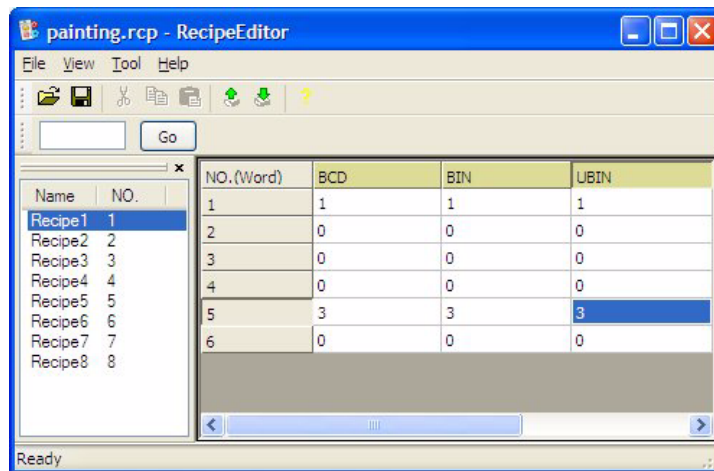 painting.rcp - RecipeEditor
File View Tool Help
Go
Name NO.
Recipe1 1
Recipe2 2
Recipe3 3
Recipe4 4
Recipe5 5
Recipe6 6
Recipe7 7
Recipe8 8
NO.(Word) BCD BIN UBIN
1 1 1 1
2 0 0 0
3 0 0 0
4 0 0 0
5 3 3 3
6 0 0 0
Ready